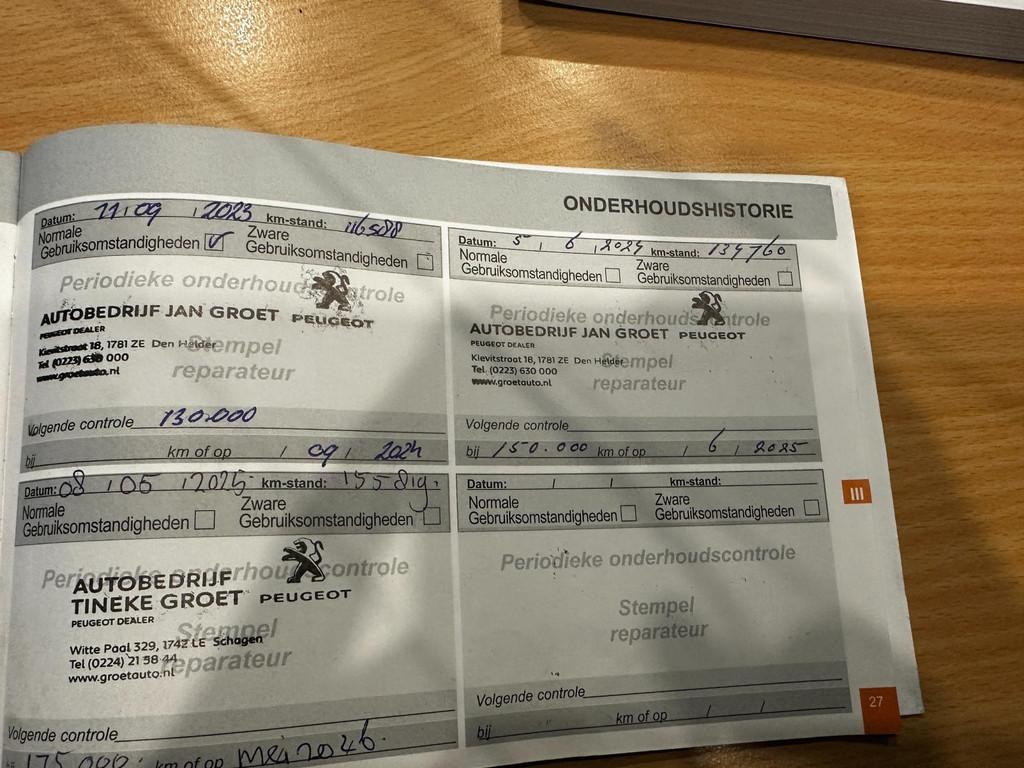 ONDERHOUDSHISTORIE
Datum: 11 / 09 / 2023 km-stand: 116588
Normale Gebruiksomstandigheden ☑ Zware Gebruiksomstandigheden ☐
Periodieke onderhoudscontrole
AUTOBEDRIJF JAN GROET PEUGEOT
PEUGEOT DEALER
Kievitstraat 18, 1781 ZE Den Helder
Tel. (0223) 630 000
www.groetauto.nl
Stempel
reparateur
Volgende controle 130.000
bij km of op / 09 / 2024
Datum: 5 / 6 / 2024 km-stand: 134760
Normale Gebruiksomstandigheden ☐ Zware Gebruiksomstandigheden ☐
Periodieke onderhoudscontrole
AUTOBEDRIJF JAN GROET PEUGEOT
PEUGEOT DEALER
Kievitstraat 18, 1781 ZE Den Helder
Tel. (0223) 630 000
www.groetauto.nl
Stempel
reparateur
Volgende controle
bij 150.000 km of op / 6 / 2025
Datum: 08 / 05 / 2025 km-stand:
Normale Gebruiksomstandigheden ☐ Zware Gebruiksomstandigheden ☐
Periodieke onderhoudscontrole
AUTOBEDRIJF
TINEKE GROET PEUGEOT
PEUGEOT DEALER
Witte Paal 329, 1742 LE Schagen
Tel (0224) 21 58 44
www.groetauto.nl
Stempel
reparateur
Volgende controle
175.000 km of op mei 2026.
Datum: / / km-stand:
Normale Gebruiksomstandigheden ☐ Zware Gebruiksomstandigheden ☐
Periodieke onderhoudscontrole
Stempel
reparateur
Volgende controle
bij km of op / /
III
27